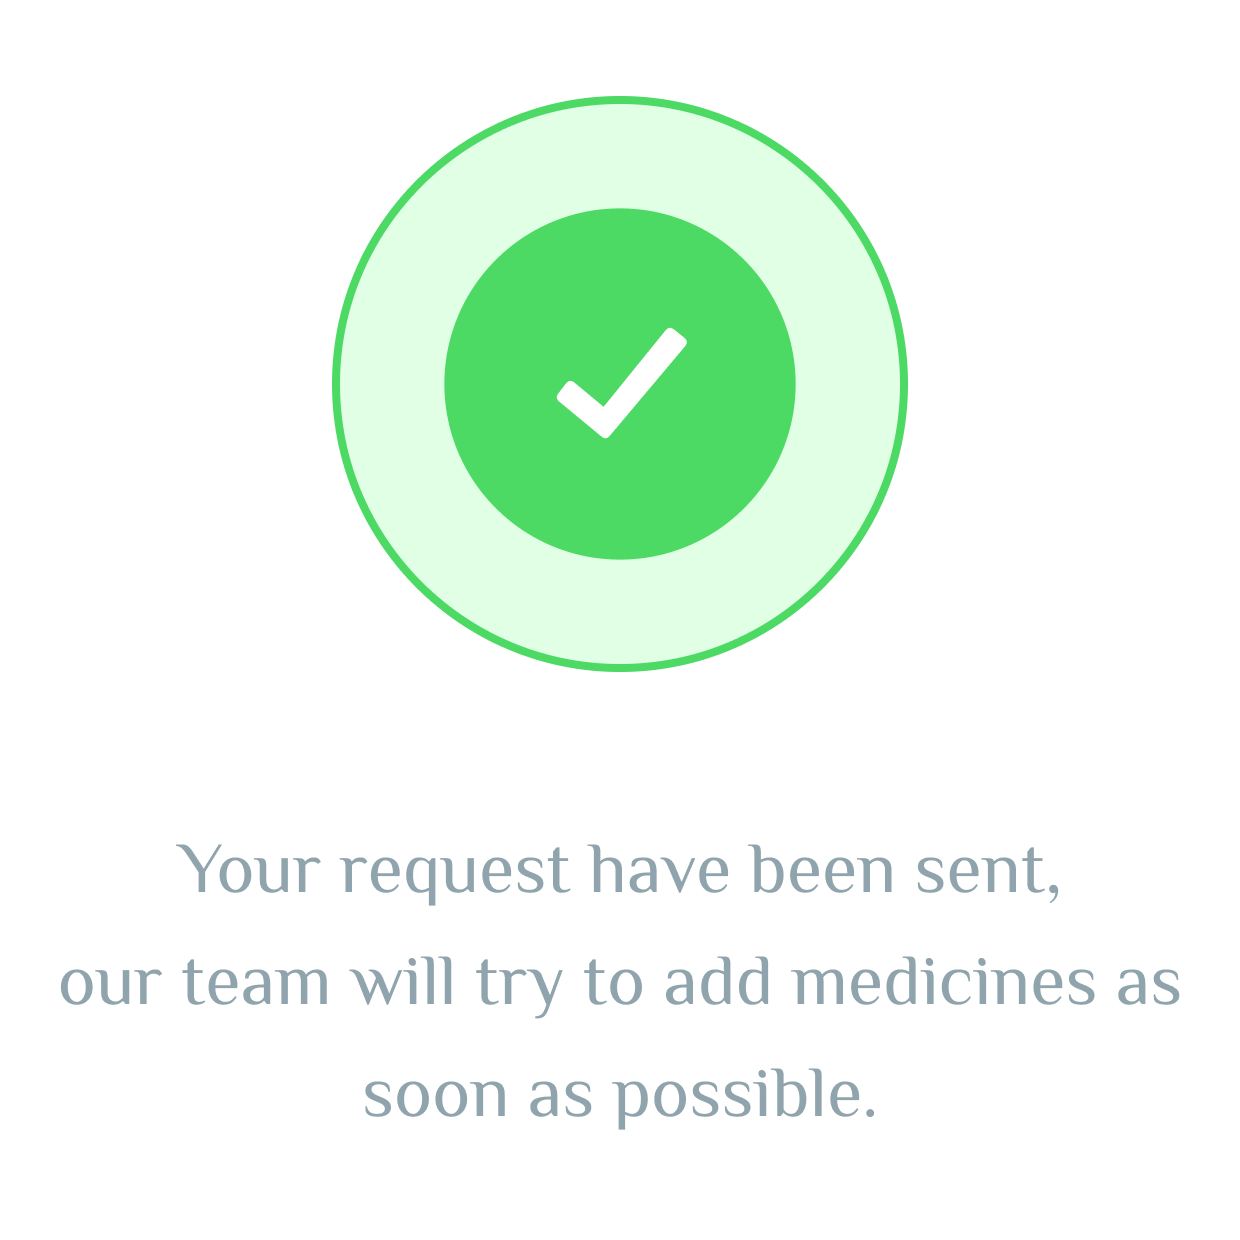 Your request have been sent,
our team will try to add medicines as
soon as possible.